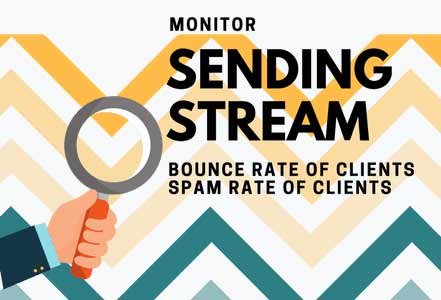 MONITOR
SENDING
STREAM
BOUNCE RATE OF CLIENTS
SPAM RATE OF CLIENTS